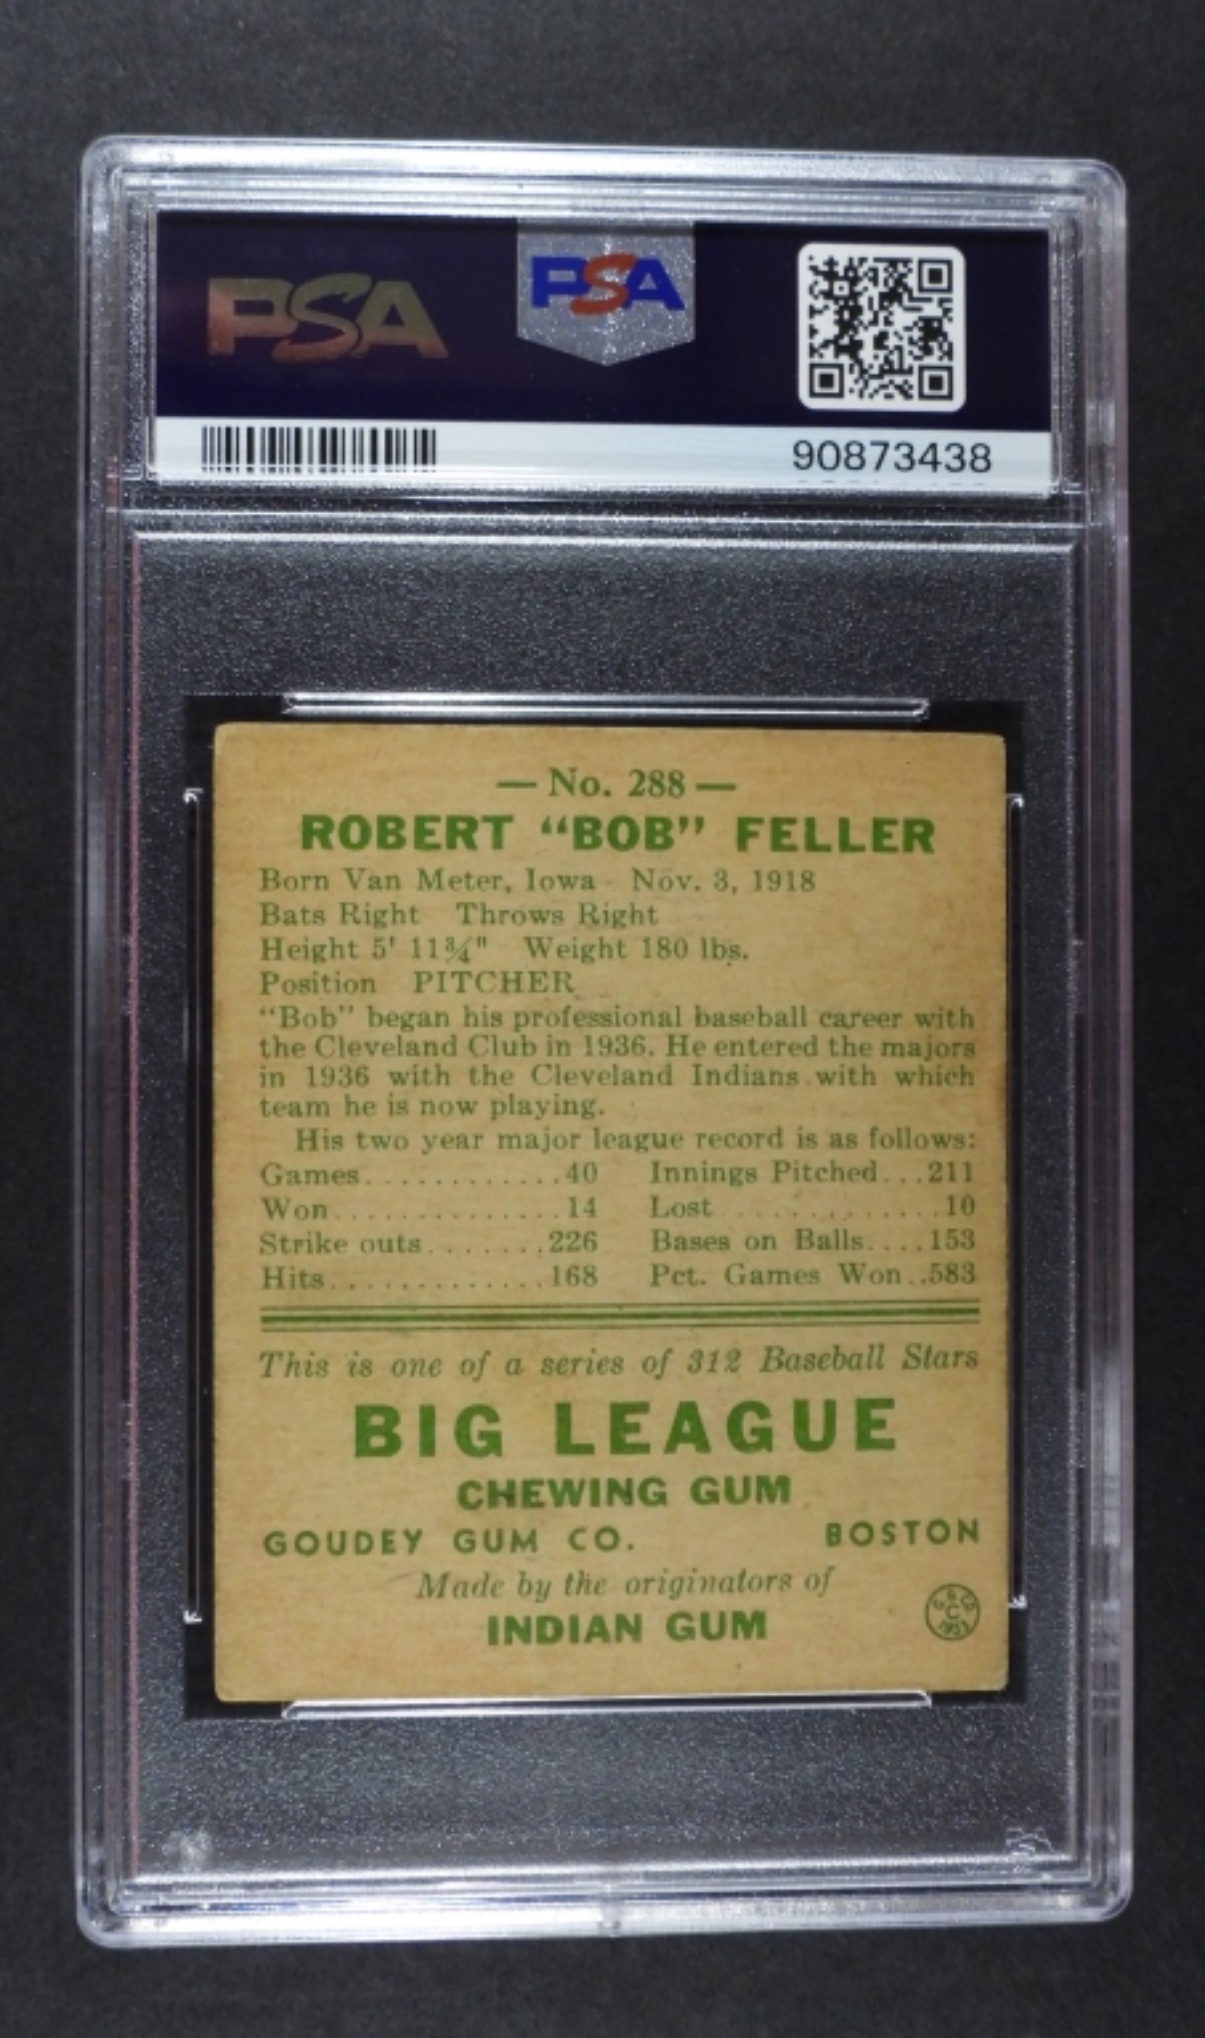 PSA
PSA
90873438
— No. 288 —
ROBERT “BOB” FELLER
Born Van Meter, Iowa - Nov. 3, 1918
Bats Right Throws Right
Height 5' 11¾" Weight 180 lbs.
Position PITCHER
“Bob” began his professional baseball career with
the Cleveland Club in 1936. He entered the majors
in 1936 with the Cleveland Indians with which
team he is now playing.
His two year major league record is as follows:
Games.............40 Innings Pitched...211
Won..............14 Lost.............10
Strike outs.......226 Bases on Balls....153
Hits.............168 Pct. Games Won..583
This is one of a series of 312 Baseball Stars
BIG LEAGUE
CHEWING GUM
GOUDEY GUM CO. BOSTON
Made by the originators of
INDIAN GUM